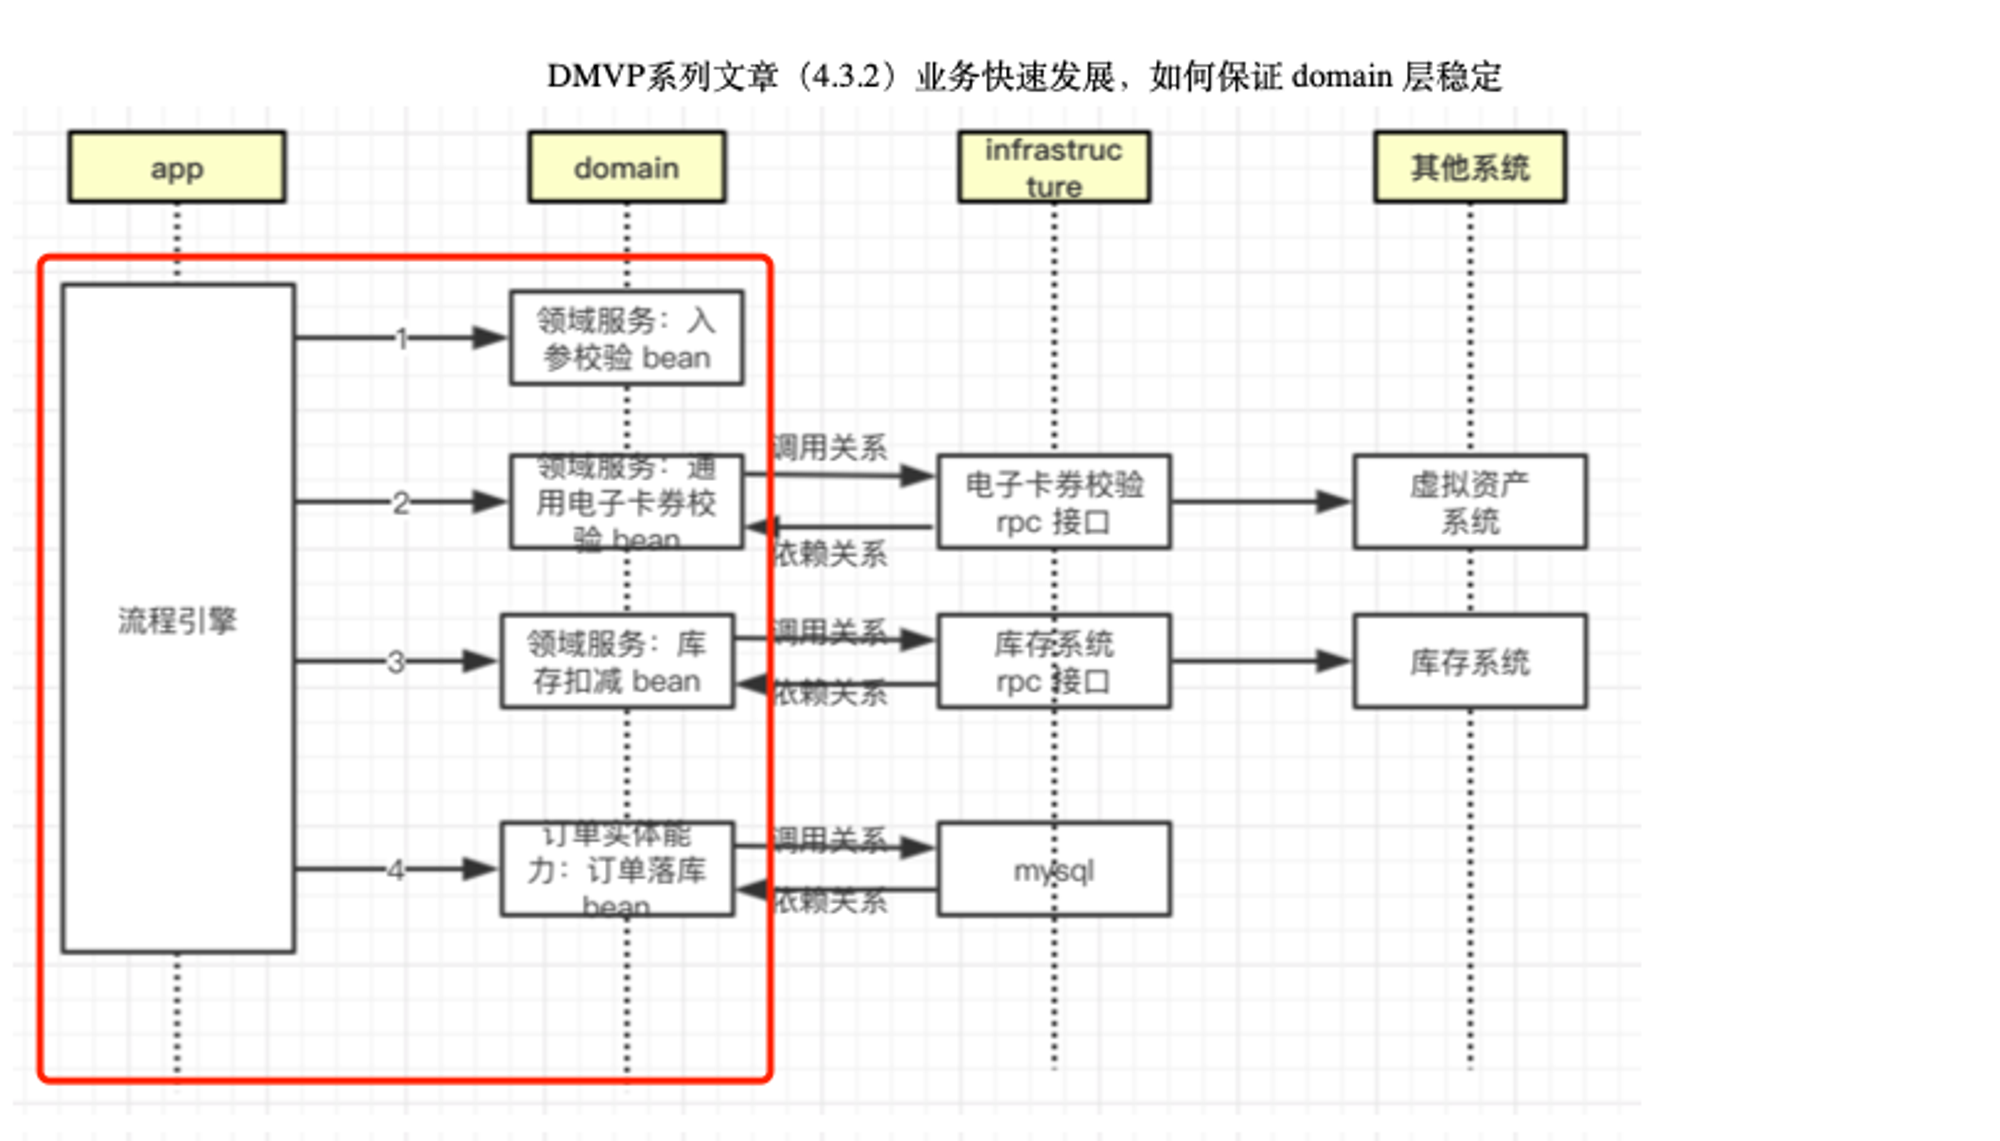 DMVP系列文章（4.3.2）业务快速发展，如何保证 domain 层稳定
app
domain
infrastruc
ture
其他系统
流程引擎
1
领域服务：入
参校验 bean
2
领域服务：通
用电子卡券校
验 bean
调用关系
依赖关系
电子卡券校验
rpc 接口
虚拟资产
系统
3
领域服务：库
存扣减 bean
调用关系
依赖关系
库存系统
rpc 接口
库存系统
4
订单实体能
力：订单落库
bean
调用关系
依赖关系
mysql